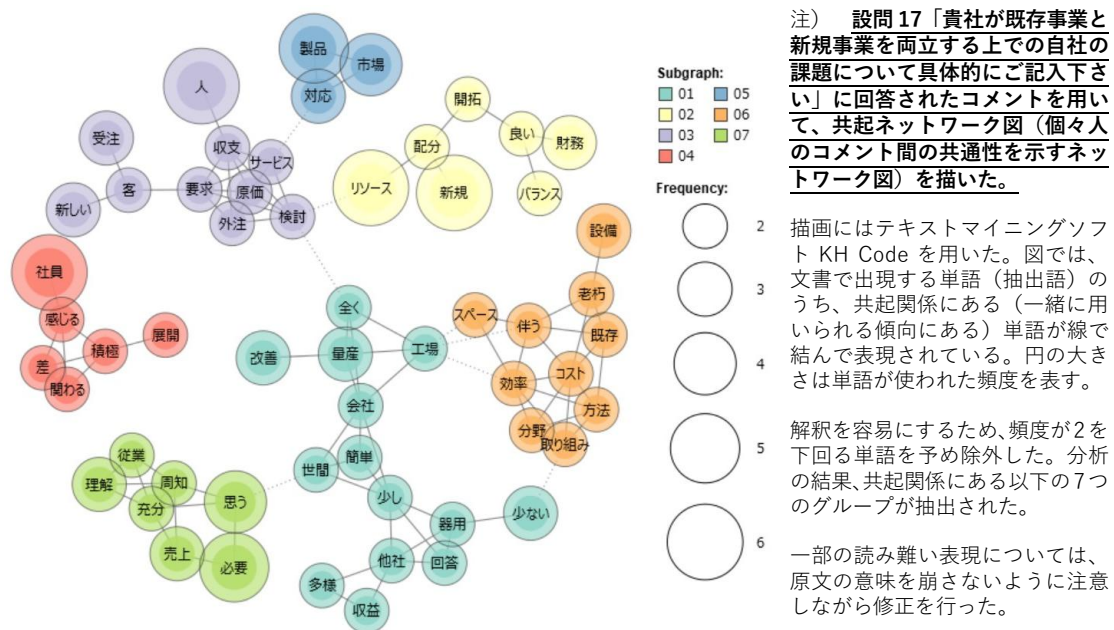 製品
市場
人
対応
受注
収支
サービス
要求
原価
客
新しい
外注
検討
開拓
良い
財務
配分
リソース
新規
バランス
社員
感じる
積極
展開
差
関わる
設備
老朽
スペース
伴う
既存
全く
改善
量産
工場
効率
コスト
方法
会社
分野
取り組み
従業
世間
簡単
理解
周知
充分
思う
少し
少ない
器用
売上
必要
他社
回答
多様
収益
Subgraph:
01 05
02 06
03 07
04
Frequency:
2
3
4
5
6
注) 設問 17「貴社が既存事業と
新規事業を両立する上での自社の
課題について具体的にご記入下さ
い」に回答されたコメントを用い
て、共起ネットワーク図（個々人
のコメント間の共通性を示すネッ
トワーク図）を描いた。
描画にはテキストマイニングソフ
ト KH Code を用いた。図では、
文書で出現する単語（抽出語）の
うち、共起関係にある（一緒に用
いられる傾向にある）単語が線で
結んで表現されている。円の大き
さは単語が使われた頻度を表す。
解釈を容易にするため、頻度が2を
下回る単語を予め除外した。分析
の結果、共起関係にある以下の7つ
のグループが抽出された。
一部の読み難い表現については、
原文の意味を崩さないように注意
しながら修正を行った。